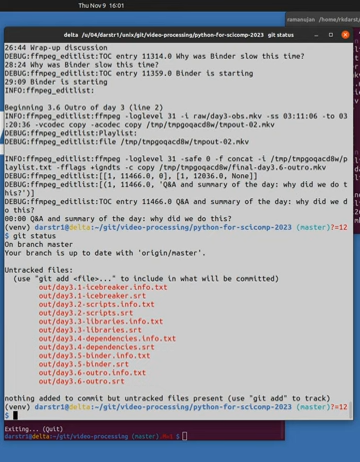 Thu Nov 9 16:01
ramanujan /home/rkdarst
delta /u/04/darstr1/unix/git/video-processing/python-for-scicomp-2023 git status
26:44 Wrap-up discussion
DEBUG:ffmpeg_editlist:TOC entry 11314.0 Why was Binder slow this time?
28:24 Why was Binder slow this time?
DEBUG:ffmpeg_editlist:TOC entry 11359.0 Binder is starting
29:09 Binder is starting
INFO:ffmpeg_editlist:

Beginning 3.6 Outro of day 3 (line 2)
INFO:ffmpeg_editlist:ffmpeg -loglevel 31 -i raw/day3-obs.mkv -ss 03:11:06 -to 03
:20:36 -vcodec copy -acodec copy /tmp/tmpgoqacd8w/tmpout-02.mkv
DEBUG:ffmpeg_editlist:Playlist:
DEBUG:ffmpeg_editlist:file /tmp/tmpgoqacd8w/tmpout-02.mkv

INFO:ffmpeg_editlist:ffmpeg -loglevel 31 -safe 0 -f concat -i /tmp/tmpgoqacd8w/p
laylist.txt -fflags +igndts -c copy /tmp/tmpgoqacd8w/final-day3.6-outro.mkv
DEBUG:ffmpeg_editlist:[[1, 11466.0, 0], [1, 12036.0, None]]
DEBUG:ffmpeg_editlist:[(1, 11466.0, 'Q&A and summary of the day: why did we do t
his?')]
DEBUG:ffmpeg_editlist:TOC entry 11466.0 Q&A and summary of the day: why did we d
o this?
00:00 Q&A and summary of the day: why did we do this?
(venv) darstr1@delta:~/git/video-processing/python-for-scicomp-2023 (master)?=12
$ git status
On branch master
Your branch is up to date with 'origin/master'.

Untracked files:
(use "git add <file>..." to include in what will be committed)
out/day3.1-icebreaker.info.txt
out/day3.1-icebreaker.srt
out/day3.2-scripts.info.txt
out/day3.2-scripts.srt
out/day3.3-libraries.info.txt
out/day3.3-libraries.srt
out/day3.4-dependencies.info.txt
out/day3.4-dependencies.srt
out/day3.5-binder.info.txt
out/day3.5-binder.srt
out/day3.6-outro.info.txt
out/day3.6-outro.srt

nothing added to commit but untracked files present (use "git add" to track)
(venv) darstr1@delta:~/git/video-processing/python-for-scicomp-2023 (master)?=12
$
Exiting... (Quit)
darstr1@delta:~/git/video-processing (master) $